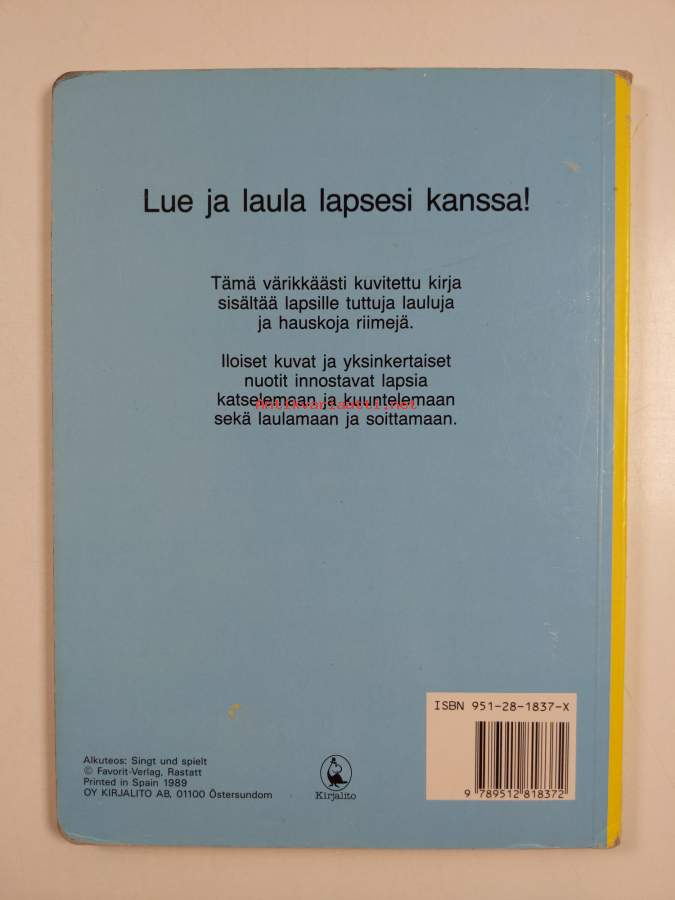 Lue ja laula lapsesi kanssa!
Tämä värikkäästi kuvitettu kirja
sisältää lapsille tuttuja lauluja
ja hauskoja riimejä.
Iloiset kuvat ja yksinkertaiset
nuotit innostavat lapsia
katselemaan ja kuuntelemaan
Antikvariaatti.net
sekä laulamaan ja soittamaan.
Alkuteos: Singt und spielt
© Favorit-Verlag, Rastatt
Printed in Spain 1989
OY KIRJALITO AB, 01100 Östersundom
Kirjalito
ISBN 951-28-1837-X
9 789512 818372